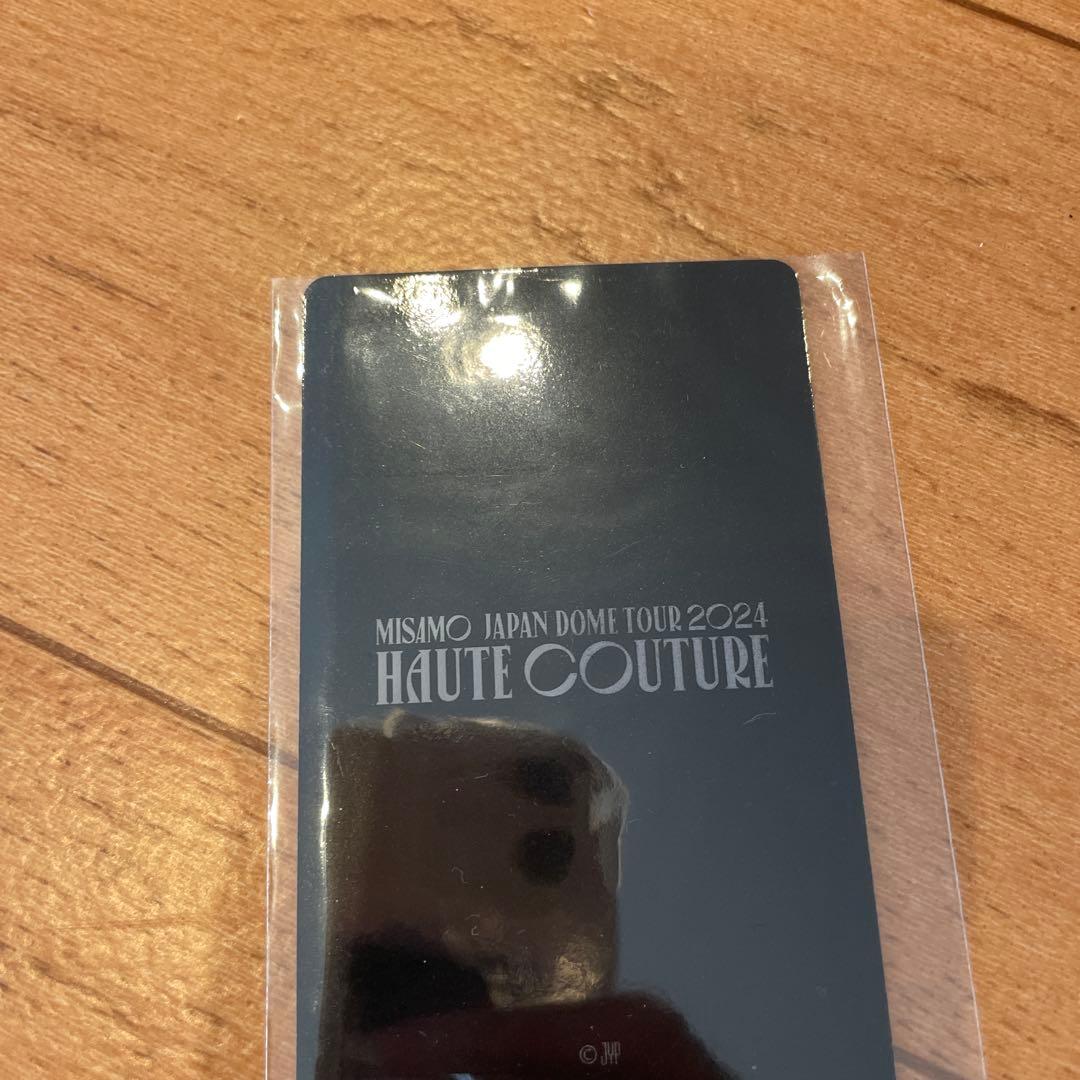 MISAMO JAPAN DOME TOUR 2024
HAUTE COUTURE
© JYP